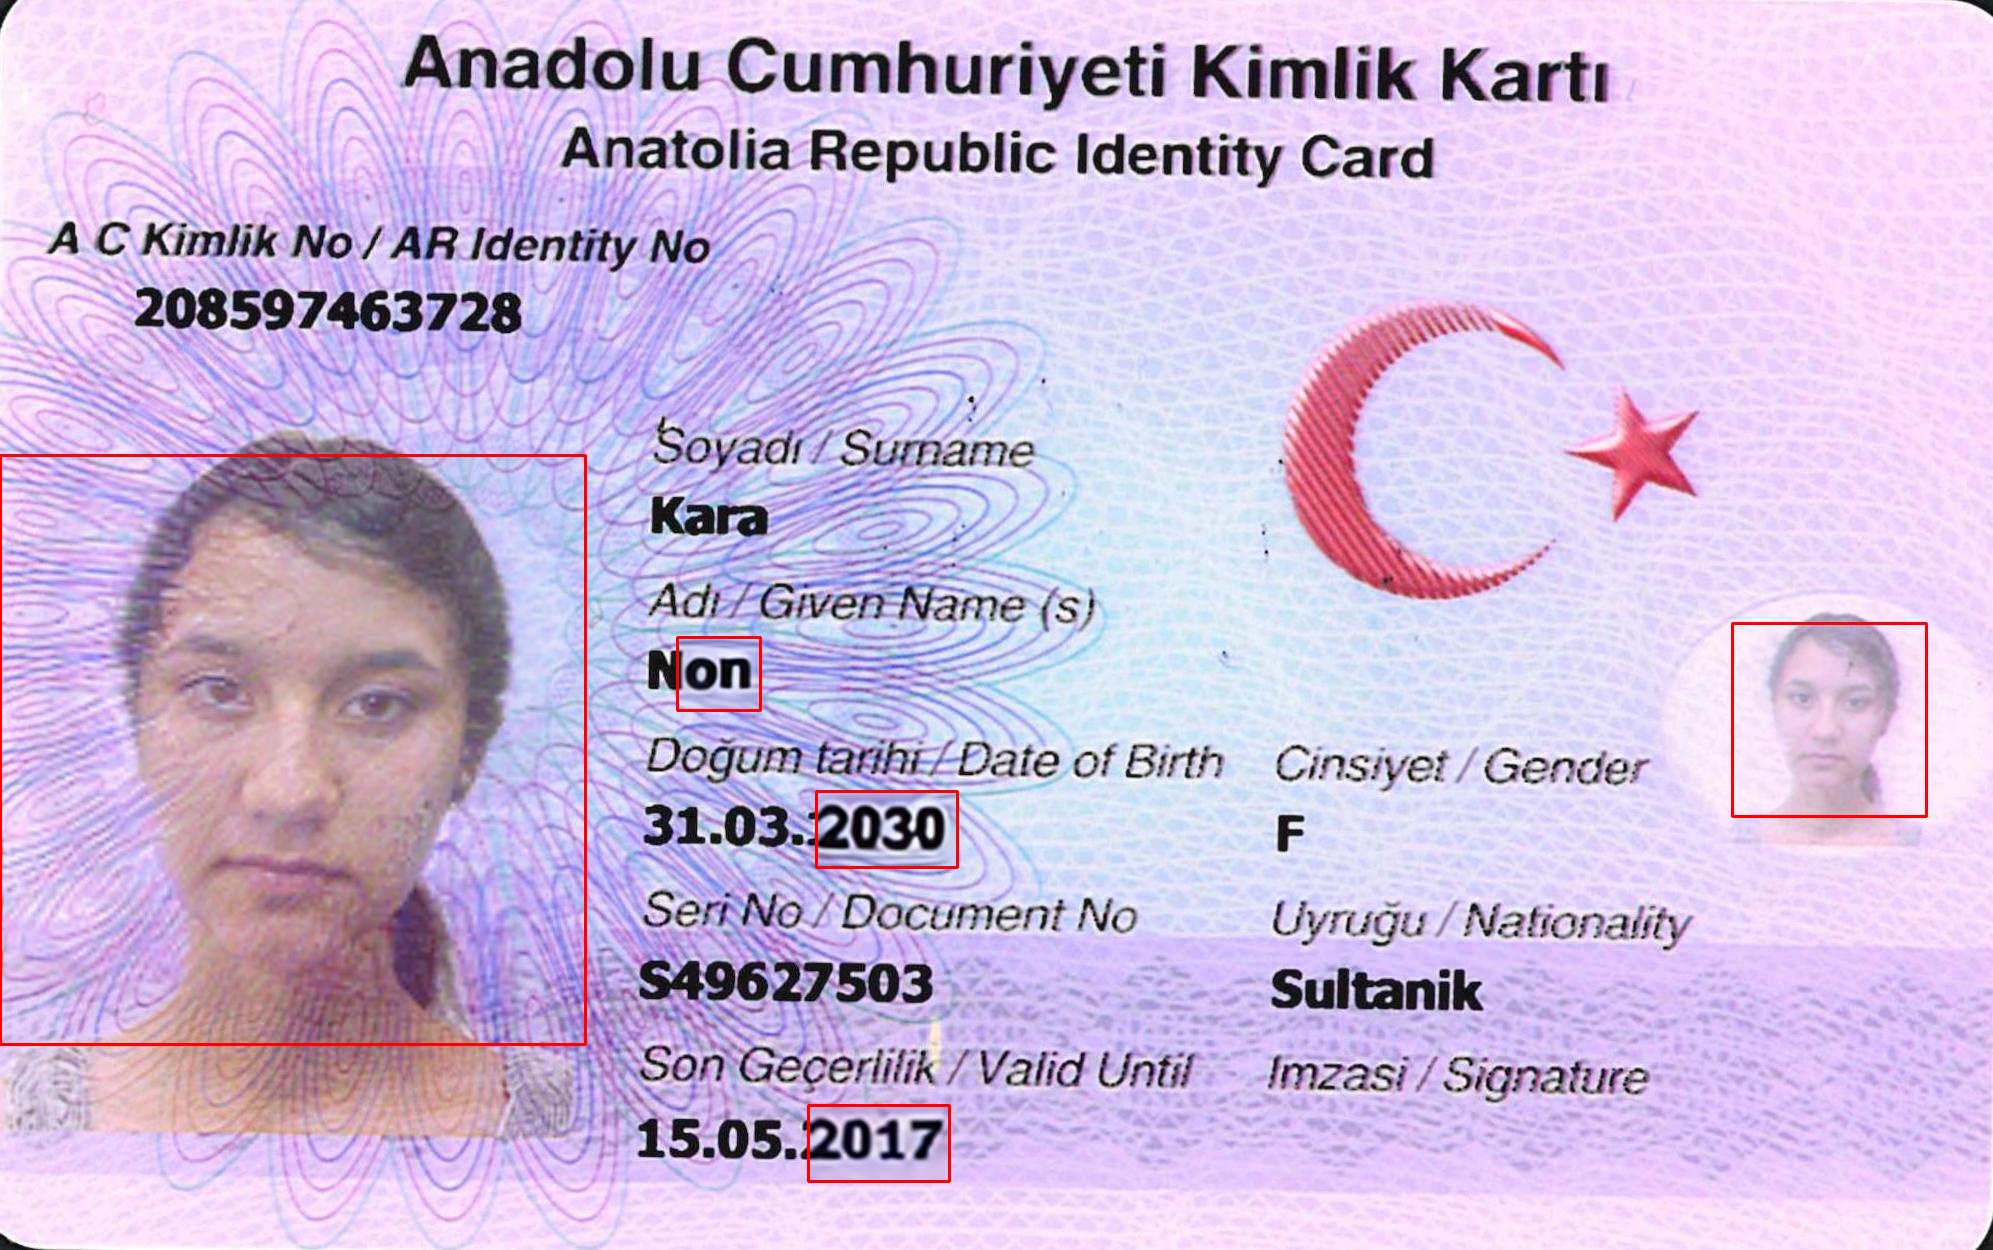 Anadolu Cumhuriyeti Kimlik Kartı
Anatolia Republic Identity Card
A C Kimlik No / AR Identity No
208597463728
Soyadı / Surname
Kara
Adı / Given Name (s)
Non
Doğum tarihi / Date of Birth
31.03.2030
Cinsiyet / Gender
F
Seri No / Document No
S49627503
Uyruğu / Nationality
Sultanik
Son Geçerlilik / Valid Until
15.05.2017
Imzasi / Signature